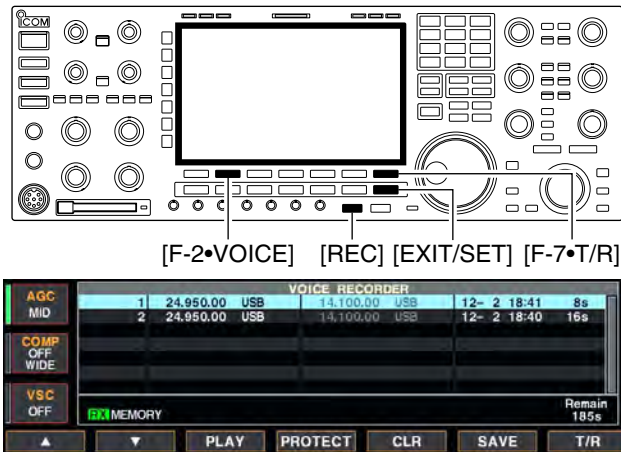 ICOM
[F-2•VOICE] [REC] [EXIT/SET] [F-7•T/R]
VOICE RECORDER
AGC
MID
1 24.950.00 USB 14.100.00 USB 12- 2 18:41 8s
2 24.950.00 USB 14.100.00 USB 12- 2 18:40 16s
COMP
OFF
WIDE
VSC
OFF
RX MEMORY
Remain
185s
▲ ▼ PLAY PROTECT CLR SAVE T/R